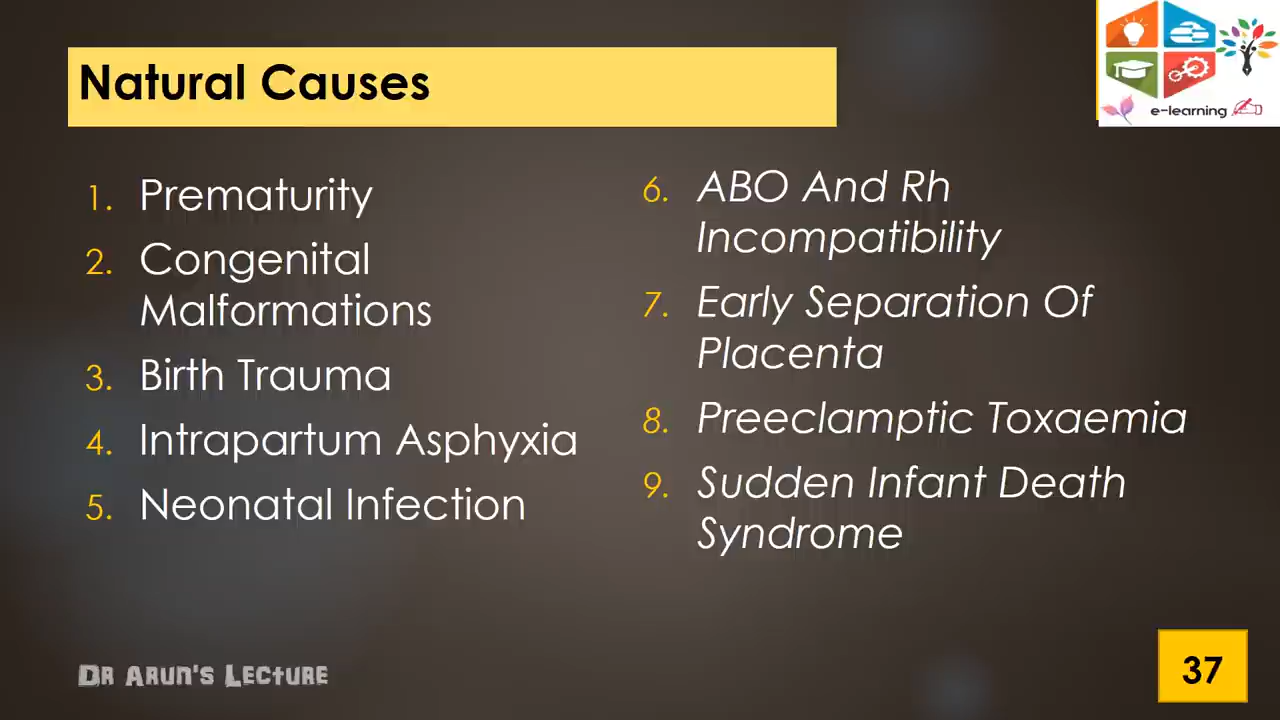 Natural Causes
e-learning
1. Prematurity
2. Congenital
Malformations
3. Birth Trauma
4. Intrapartum Asphyxia
5. Neonatal Infection
6. ABO And Rh
Incompatibility
7. Early Separation Of
Placenta
8. Preeclamptic Toxaemia
9. Sudden Infant Death
Syndrome
Dr Arun's Lecture
37